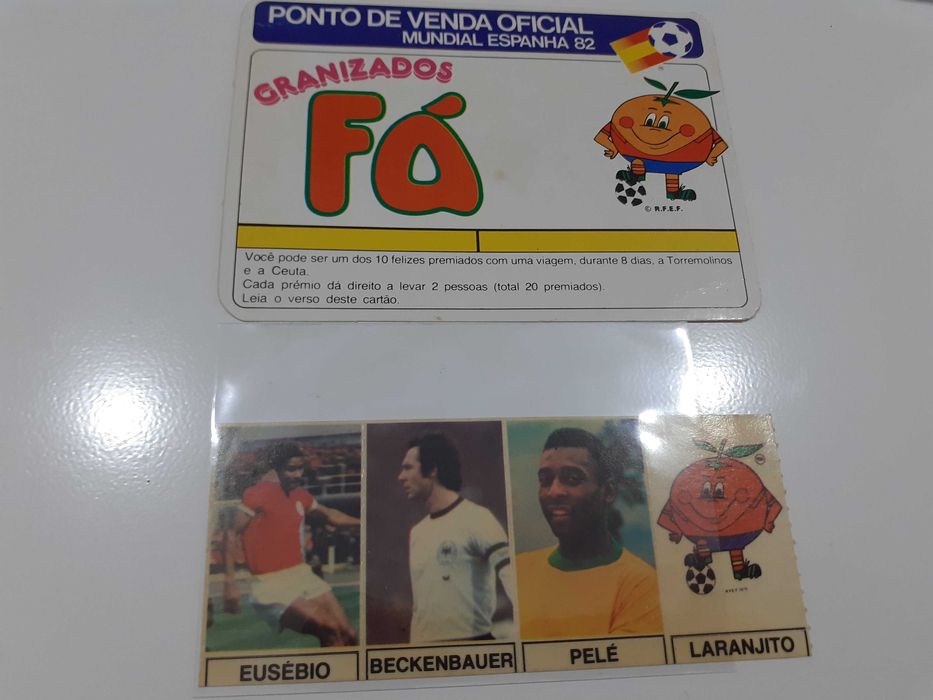 PONTO DE VENDA OFICIAL
MUNDIAL ESPANHA 82
GRANIZADOS
Fá
© R.F.E.F.
Você pode ser um dos 10 felizes premiados com uma viagem, durante 8 dias, a Torremolinos
e a Ceuta.
Cada prémio dá direito a levar 2 pessoas (total 20 premiados).
Leia o verso deste cartão.
EUSÉBIO
BECKENBAUER
PELÉ
LARANJITO